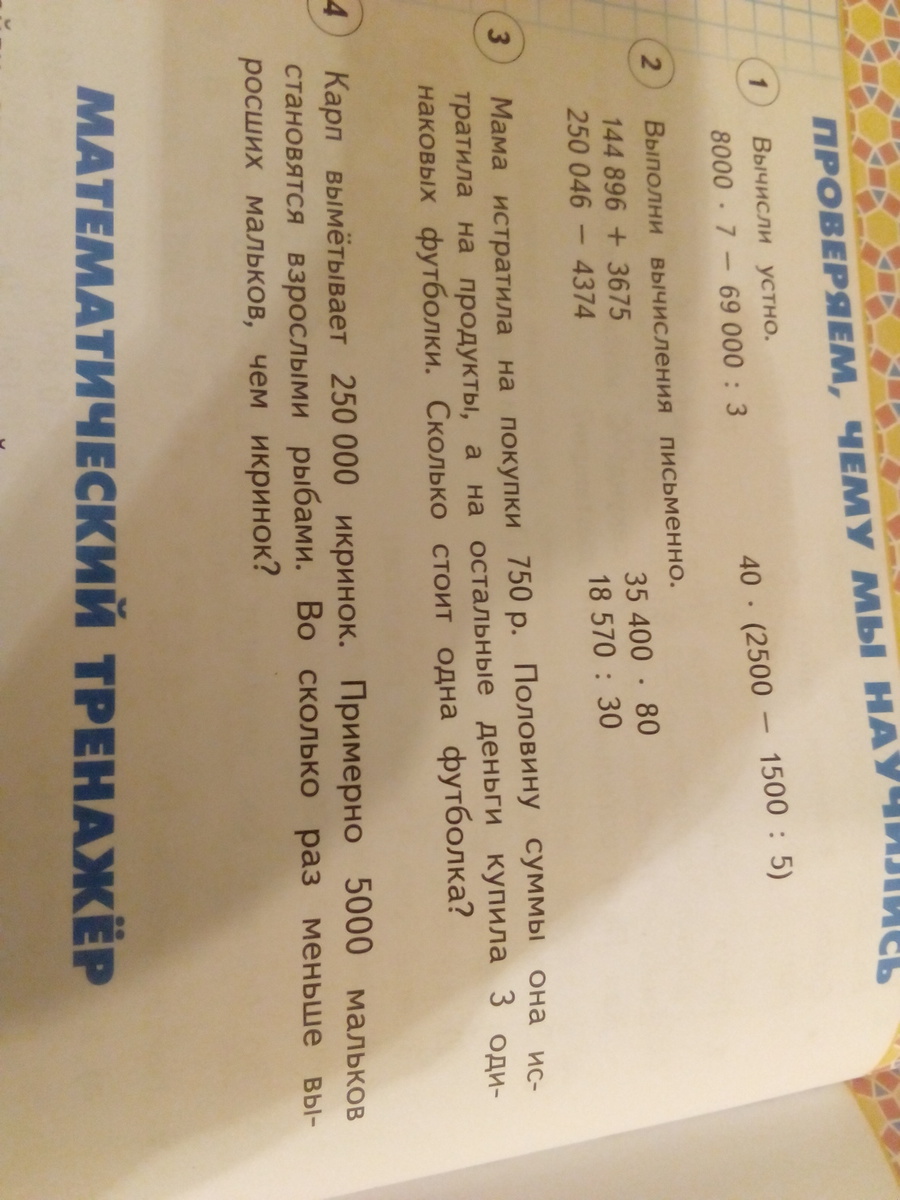 ПРОВЕРЯЕМ, ЧЕМУ МЫ НАУЧИЛИСЬ
1 Вычисли устно.
8000 · 7 − 69 000 : 3 40 · (2500 − 1500 : 5)
2 Выполни вычисления письменно.
144 896 + 3675 35 400 · 80
250 046 − 4374 18 570 : 30
3 Мама истратила на покупки 750 р. Половину суммы она ис-
тратила на продукты, а на остальные деньги купила 3 оди-
наковых футболки. Сколько стоит одна футболка?
4 Карп вымётывает 250 000 икринок. Примерно 5000 мальков
становятся взрослыми рыбами. Во сколько раз меньше вы-
росших мальков, чем икринок?
МАТЕМАТИЧЕСКИЙ ТРЕНАЖЁР